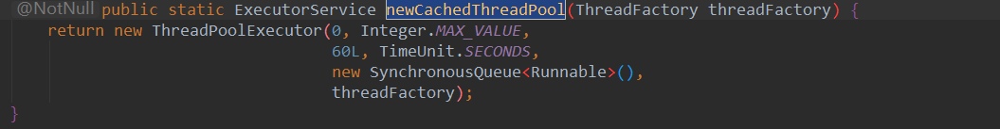 @NotNull public static ExecutorService newCachedThreadPool(ThreadFactory threadFactory) {
    return new ThreadPoolExecutor(0, Integer.MAX_VALUE,
                                  60L, TimeUnit.SECONDS,
                                  new SynchronousQueue<Runnable>(),
                                  threadFactory);
}